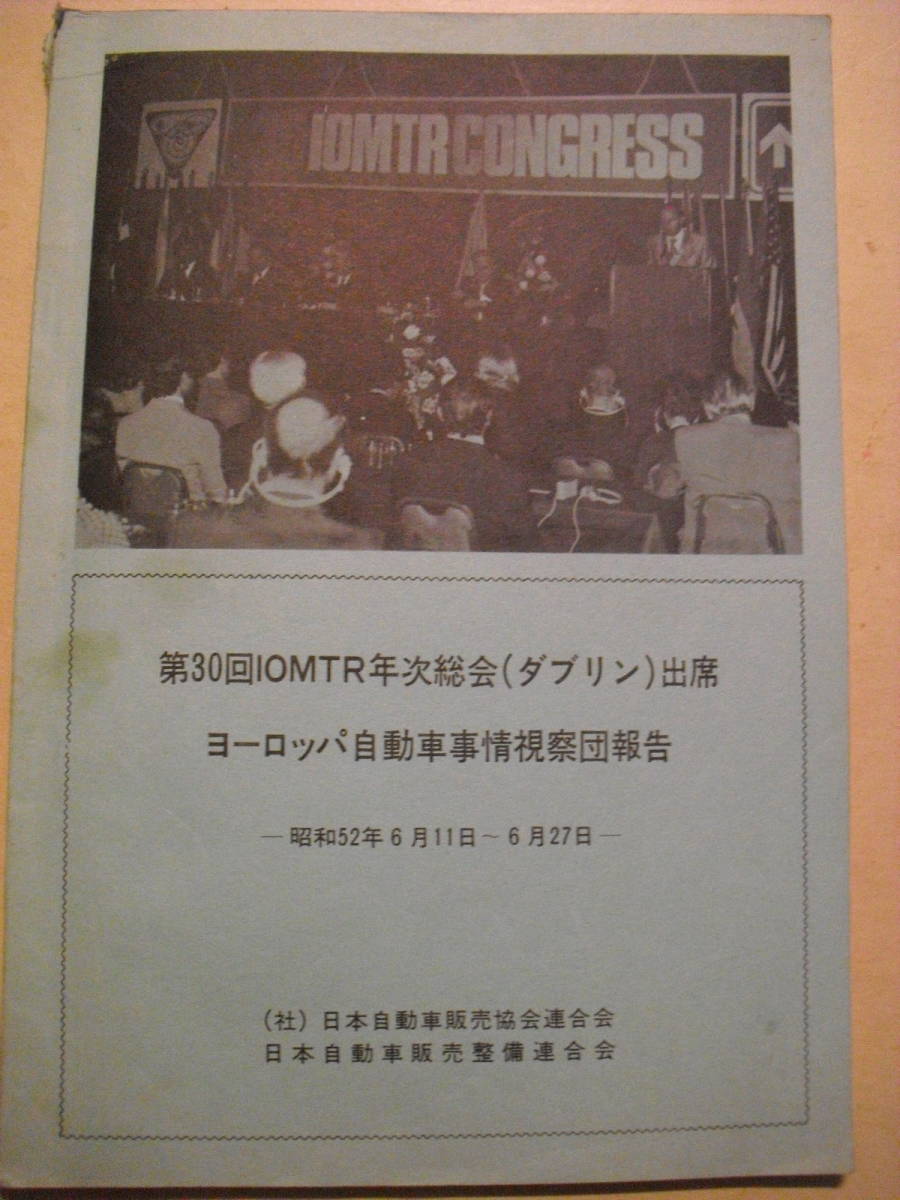 IOMTR CONGRESS
第30回IOMTR年次総会(ダブリン)出席
ヨーロッパ自動車事情視察団報告
―昭和52年6月11日～6月27日―
(社)日本自動車販売協会連合会
日本自動車販売整備連合会